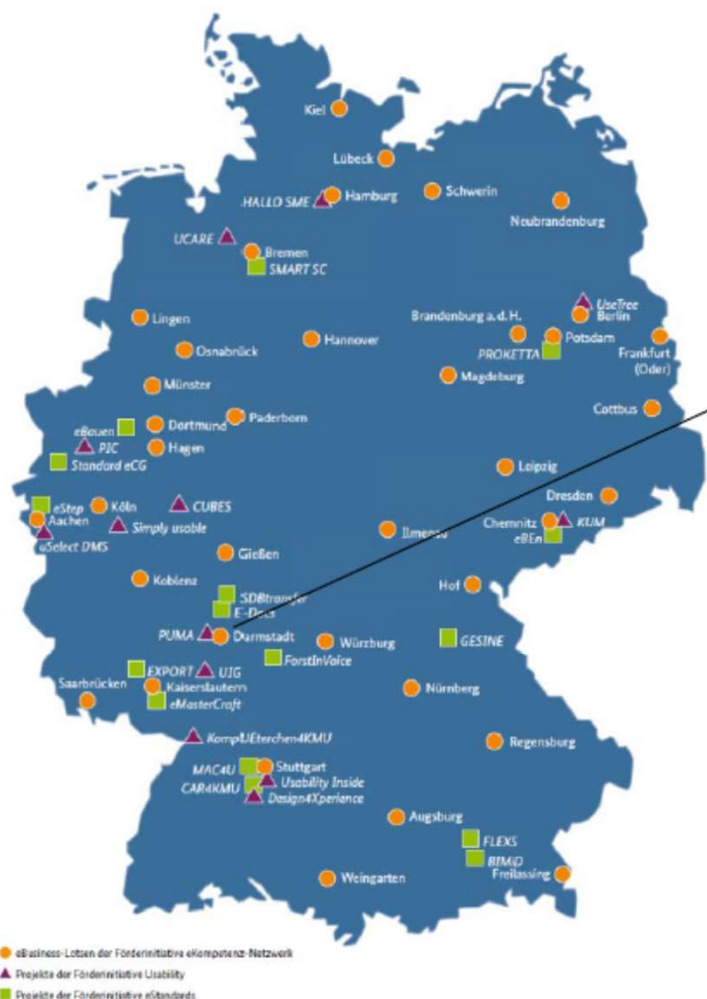 Kiel
Lübeck
HALLO SME
Hamburg
Schwerin
Neubrandenburg
UCARE
Bremen
SMART SC
UseTree
Berlin
Lingen
Brandenburg a. d. H.
Hannover
Potsdam
Osnabrück
PROKETTA
Frankfurt
(Oder)
Münster
Magdeburg
Cottbus
Paderborn
eBauen
Dortmund
PIC
Hagen
Standard eCG
Leipzig
Dresden
eStep
Köln
CUBES
Aachen
Simply usable
Chemnitz
KUM
eBEn
Ilmenau
uSelect DMS
Gießen
Koblenz
Hof
SDBtransfer
E-Docs
PUMA
Darmstadt
Würzburg
GESINE
ForstInVoice
EXPORT
UIG
Saarbrücken
Kaiserslautern
Nürnberg
eMasterCraft
KompUEterchen4KMU
Regensburg
MAC4U
Stuttgart
CAR4KMU
Usability Inside
Design4Xperience
Augsburg
FLEXS
BIMiD
Freilassing
Weingarten
eBusiness-Lotsen der Förderinitiative eKompetenz-Netzwerk
Projekte der Förderinitiative Usability
Projekte der Förderinitiative eStandards